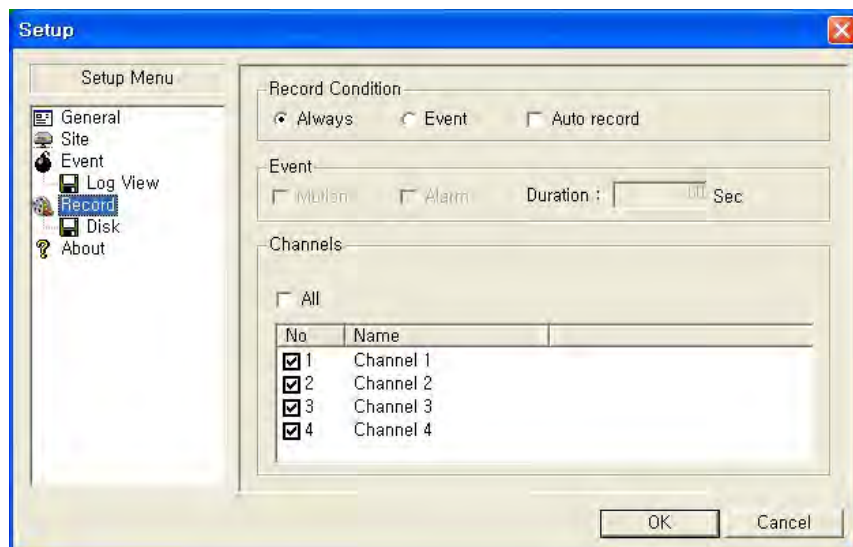 Setup
Setup Menu
General
Site
Event
Log View
Record
Disk
About
Record Condition
Always Event Auto record
Event
Motion Alarm Duration : Sec
Channels
All
No Name
1 Channel 1
2 Channel 2
3 Channel 3
4 Channel 4
OK Cancel